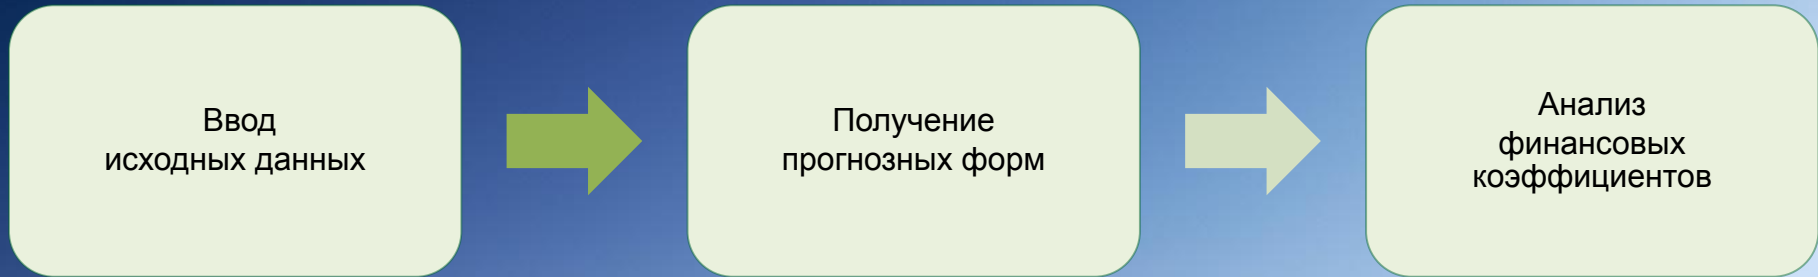 Ввод
исходных данных
Получение
прогнозных форм
Анализ
финансовых
коэффициентов